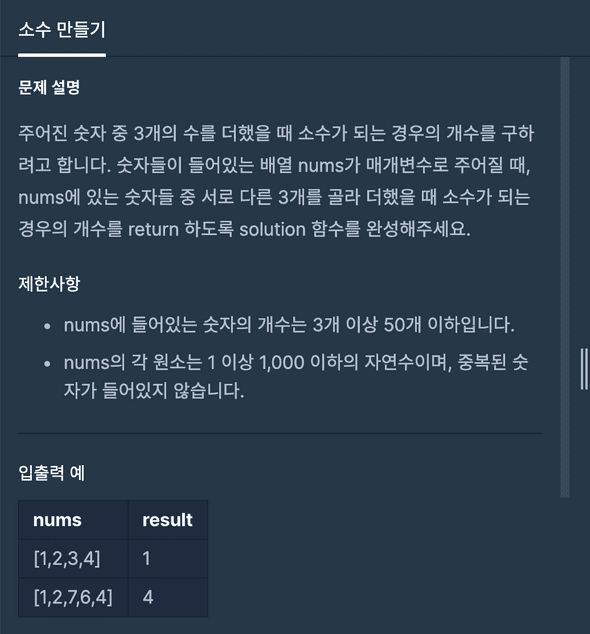 소수 만들기
문제 설명
주어진 숫자 중 3개의 수를 더했을 때 소수가 되는 경우의 개수를 구하
려고 합니다. 숫자들이 들어있는 배열 nums가 매개변수로 주어질 때,
nums에 있는 숫자들 중 서로 다른 3개를 골라 더했을 때 소수가 되는
경우의 개수를 return 하도록 solution 함수를 완성해주세요.
제한사항
• nums에 들어있는 숫자의 개수는 3개 이상 50개 이하입니다.
• nums의 각 원소는 1 이상 1,000 이하의 자연수이며, 중복된 숫
자가 들어있지 않습니다.
입출력 예
nums result
[1,2,3,4] 1
[1,2,7,6,4] 4